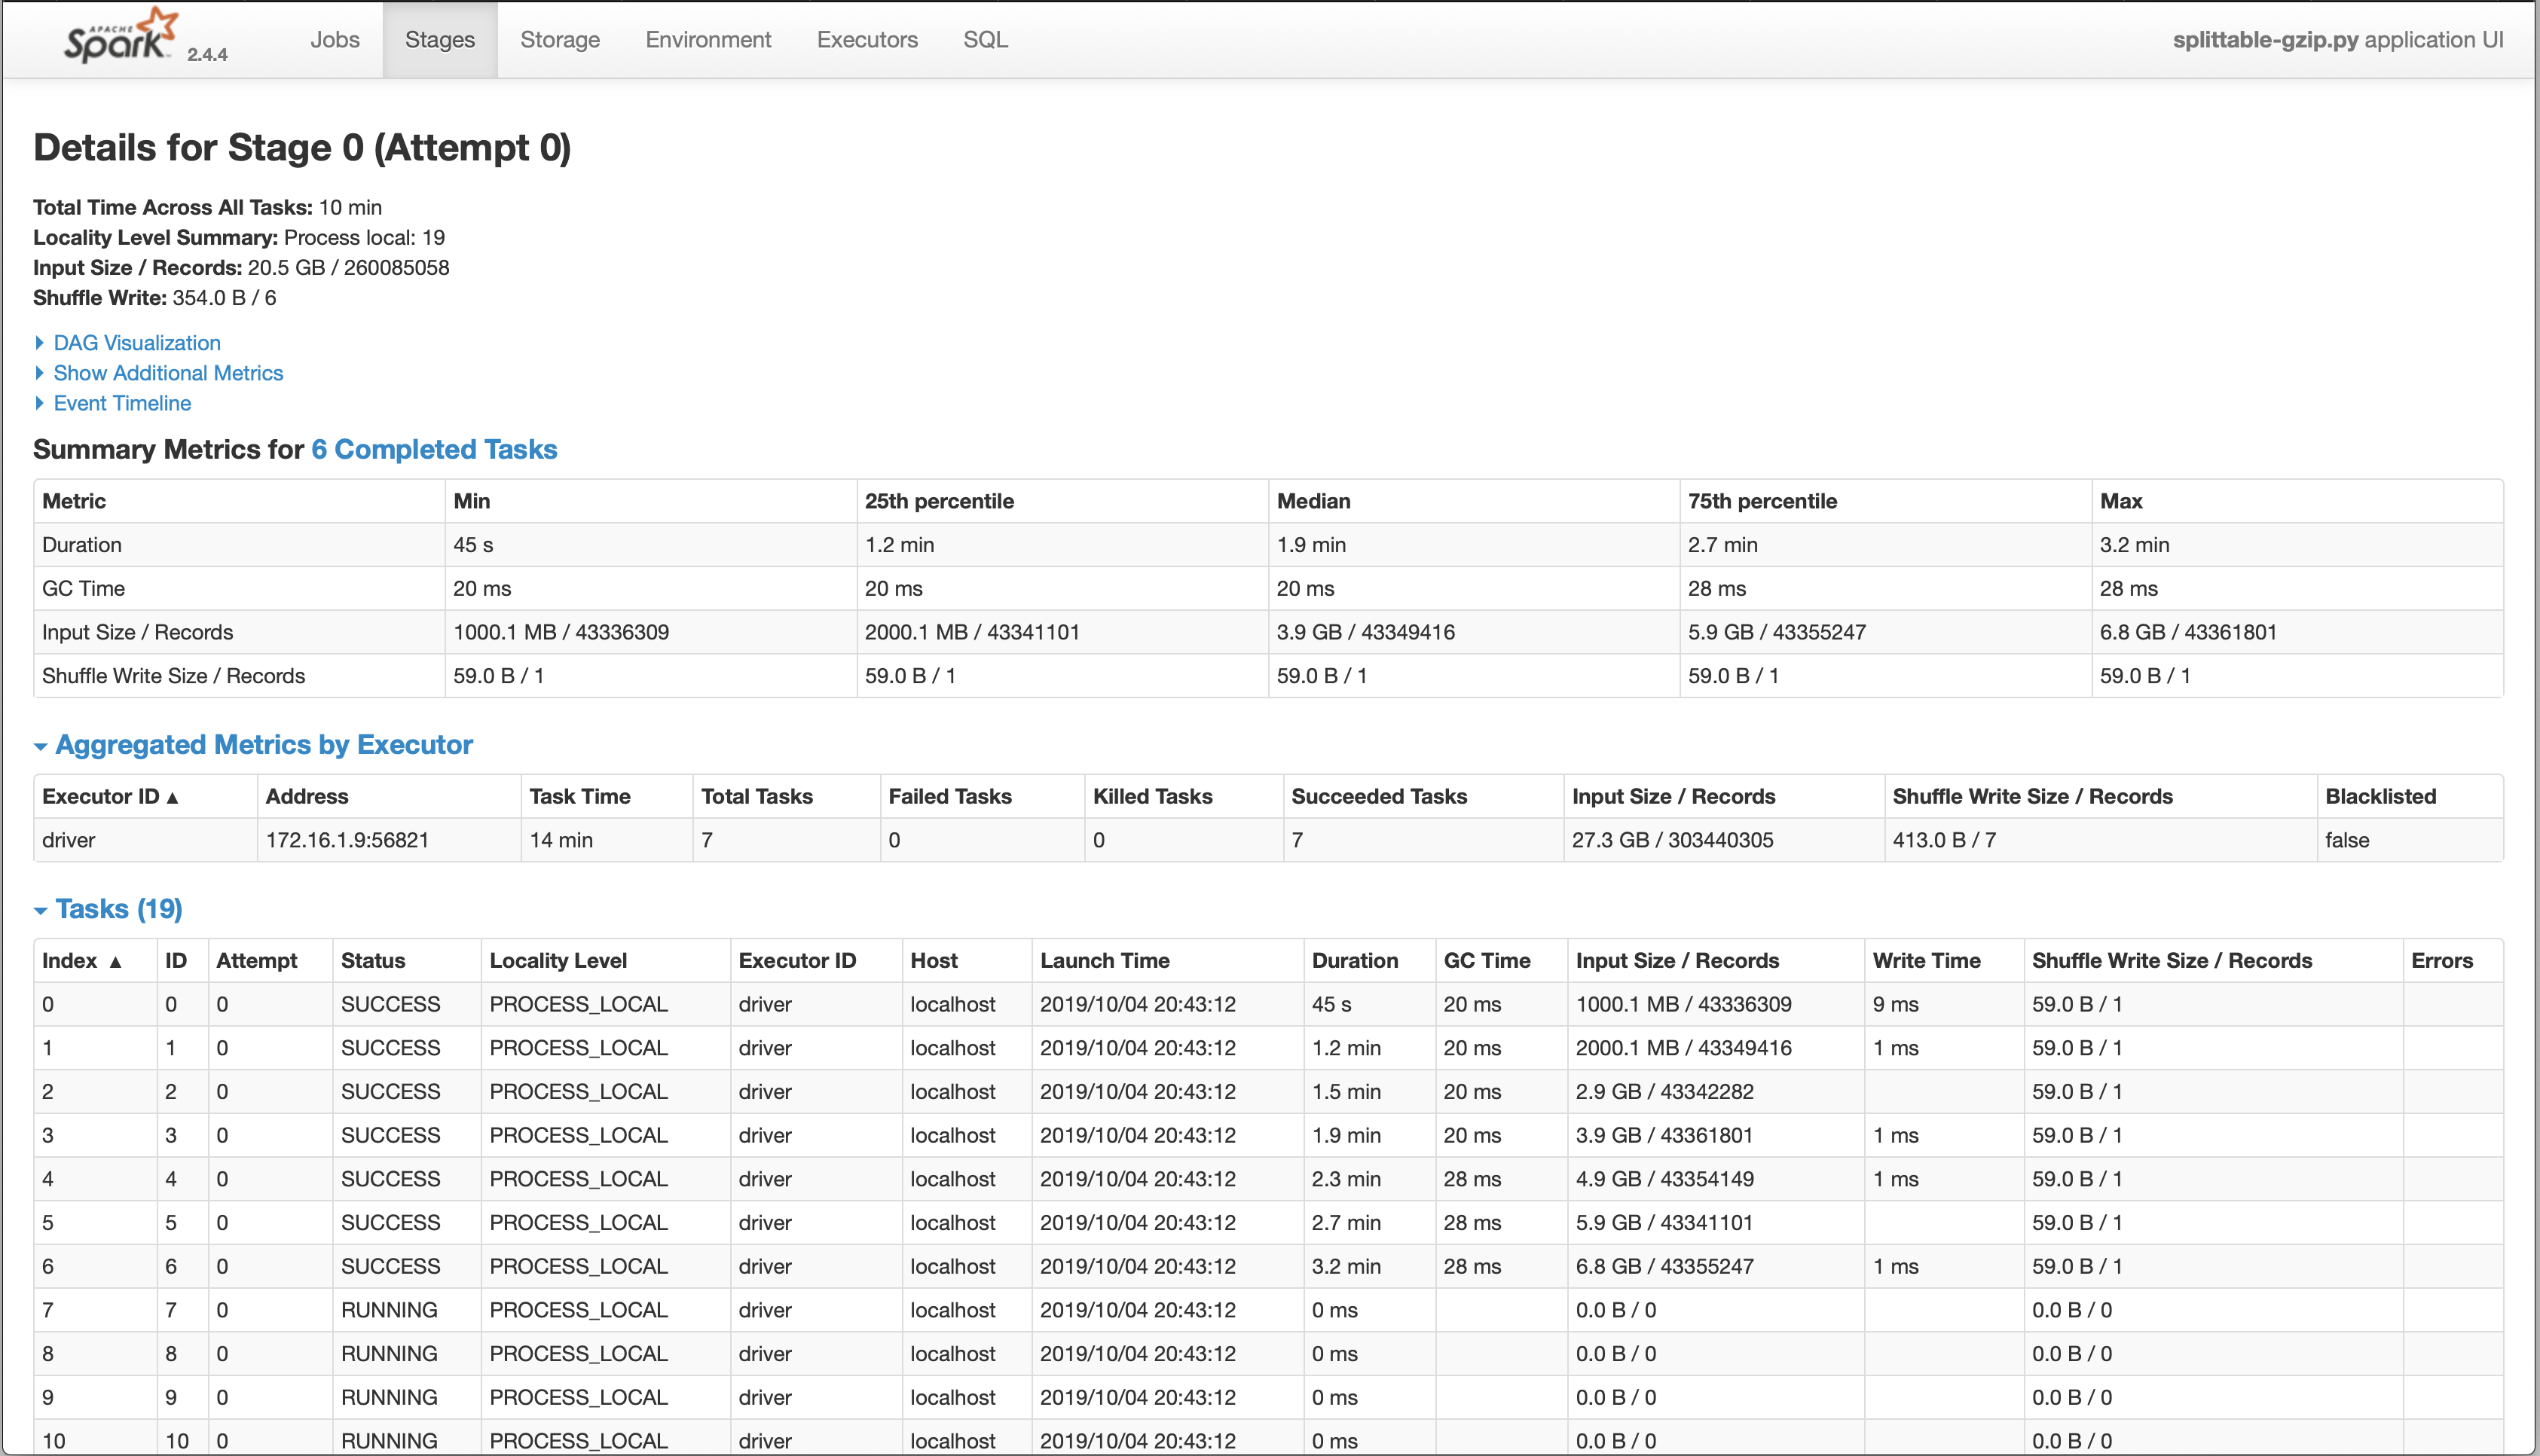 APACHE Spark 2.4.4 Jobs Stages Storage Environment Executors SQL splittable-gzip.py application UI
Details for Stage 0 (Attempt 0)
Total Time Across All Tasks: 10 min
Locality Level Summary: Process local: 19
Input Size / Records: 20.5 GB / 260085058
Shuffle Write: 354.0 B / 6
DAG Visualization
Show Additional Metrics
Event Timeline
Summary Metrics for 6 Completed Tasks
Metric Min 25th percentile Median 75th percentile Max
Duration 45 s 1.2 min 1.9 min 2.7 min 3.2 min
GC Time 20 ms 20 ms 20 ms 28 ms 28 ms
Input Size / Records 1000.1 MB / 43336309 2000.1 MB / 43341101 3.9 GB / 43349416 5.9 GB / 43355247 6.8 GB / 43361801
Shuffle Write Size / Records 59.0 B / 1 59.0 B / 1 59.0 B / 1 59.0 B / 1 59.0 B / 1
Aggregated Metrics by Executor
Executor ID ▲ Address Task Time Total Tasks Failed Tasks Killed Tasks Succeeded Tasks Input Size / Records Shuffle Write Size / Records Blacklisted
driver 172.16.1.9:56821 14 min 7 0 0 7 27.3 GB / 303440305 413.0 B / 7 false
Tasks (19)
Index ▲ ID Attempt Status Locality Level Executor ID Host Launch Time Duration GC Time Input Size / Records Write Time Shuffle Write Size / Records Errors
0 0 0 SUCCESS PROCESS_LOCAL driver localhost 2019/10/04 20:43:12 45 s 20 ms 1000.1 MB / 43336309 9 ms 59.0 B / 1
1 1 0 SUCCESS PROCESS_LOCAL driver localhost 2019/10/04 20:43:12 1.2 min 20 ms 2000.1 MB / 43349416 1 ms 59.0 B / 1
2 2 0 SUCCESS PROCESS_LOCAL driver localhost 2019/10/04 20:43:12 1.5 min 20 ms 2.9 GB / 43342282 59.0 B / 1
3 3 0 SUCCESS PROCESS_LOCAL driver localhost 2019/10/04 20:43:12 1.9 min 20 ms 3.9 GB / 43361801 1 ms 59.0 B / 1
4 4 0 SUCCESS PROCESS_LOCAL driver localhost 2019/10/04 20:43:12 2.3 min 28 ms 4.9 GB / 43354149 1 ms 59.0 B / 1
5 5 0 SUCCESS PROCESS_LOCAL driver localhost 2019/10/04 20:43:12 2.7 min 28 ms 5.9 GB / 43341101 59.0 B / 1
6 6 0 SUCCESS PROCESS_LOCAL driver localhost 2019/10/04 20:43:12 3.2 min 28 ms 6.8 GB / 43355247 1 ms 59.0 B / 1
7 7 0 RUNNING PROCESS_LOCAL driver localhost 2019/10/04 20:43:12 0 ms 0.0 B / 0 0.0 B / 0
8 8 0 RUNNING PROCESS_LOCAL driver localhost 2019/10/04 20:43:12 0 ms 0.0 B / 0 0.0 B / 0
9 9 0 RUNNING PROCESS_LOCAL driver localhost 2019/10/04 20:43:12 0 ms 0.0 B / 0 0.0 B / 0
10 10 0 RUNNING PROCESS_LOCAL driver localhost 2019/10/04 20:43:12 0 ms 0.0 B / 0 0.0 B / 0